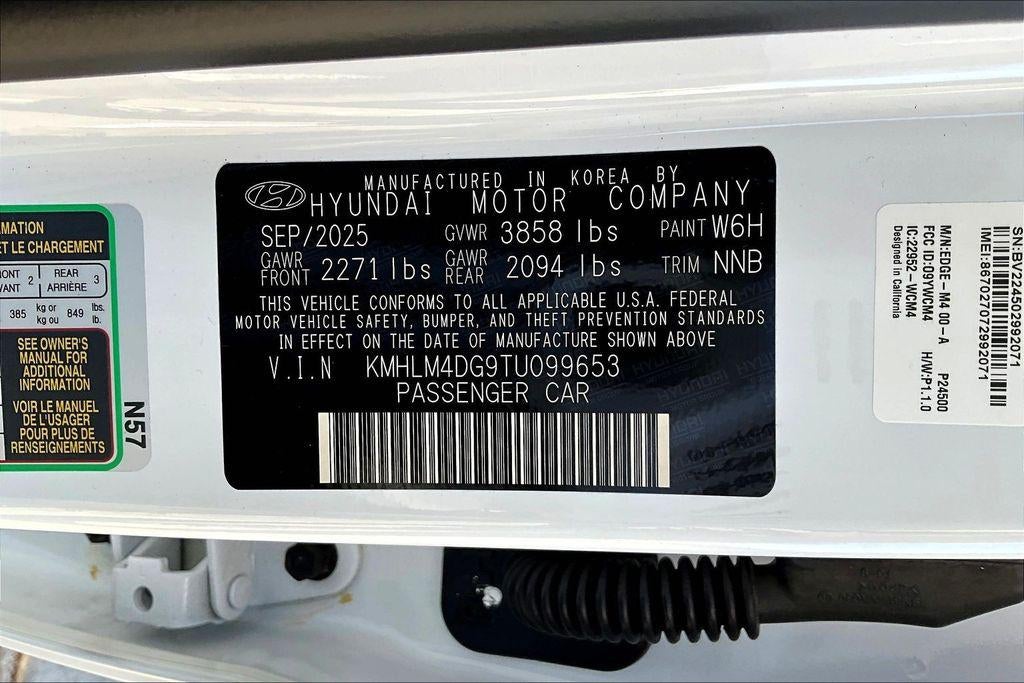 MANUFACTURED IN KOREA BY
HYUNDAI MOTOR COMPANY
SEP/2025 GVWR 3858 lbs PAINT W6H
GAWR FRONT 2271 lbs GAWR REAR 2094 lbs TRIM NNB
THIS VEHICLE CONFORMS TO ALL APPLICABLE U.S.A. FEDERAL
MOTOR VEHICLE SAFETY, BUMPER, AND THEFT PREVENTION STANDARDS
IN EFFECT ON THE DATE OF MANUFACTURE SHOWN ABOVE
V.I.N KMHLM4DG9TU099653
PASSENGER CAR
ET LE CHARGEMENT
2
REAR
ARRIÈRE 3
385 kg or kg ou 849 lbs. lb.
SEE OWNER'S
MANUAL FOR
ADDITIONAL
INFORMATION
VOIR LE MANUEL
DE L'USAGER
POUR PLUS DE
RENSEIGNEMENTS
N57
SN:BV224502992071
IMEI:867027072992071
M/N:EDGE-M4 00-A P24500
FCC ID:09YWCM4 H/W:P1.1.0
IC:22952-WCM4
Designed in California